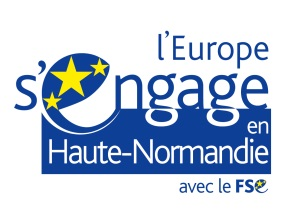 l'Europe
s'engage
en
Haute-Normandie
avec le FSe